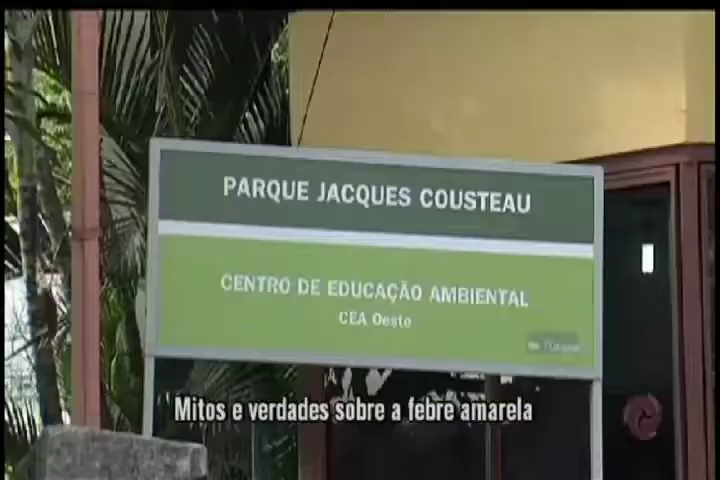 PARQUE JACQUES COUSTEAU
CENTRO DE EDUCAÇÃO AMBIENTAL
CEA Oeste
Mitos e verdades sobre a febre amarela